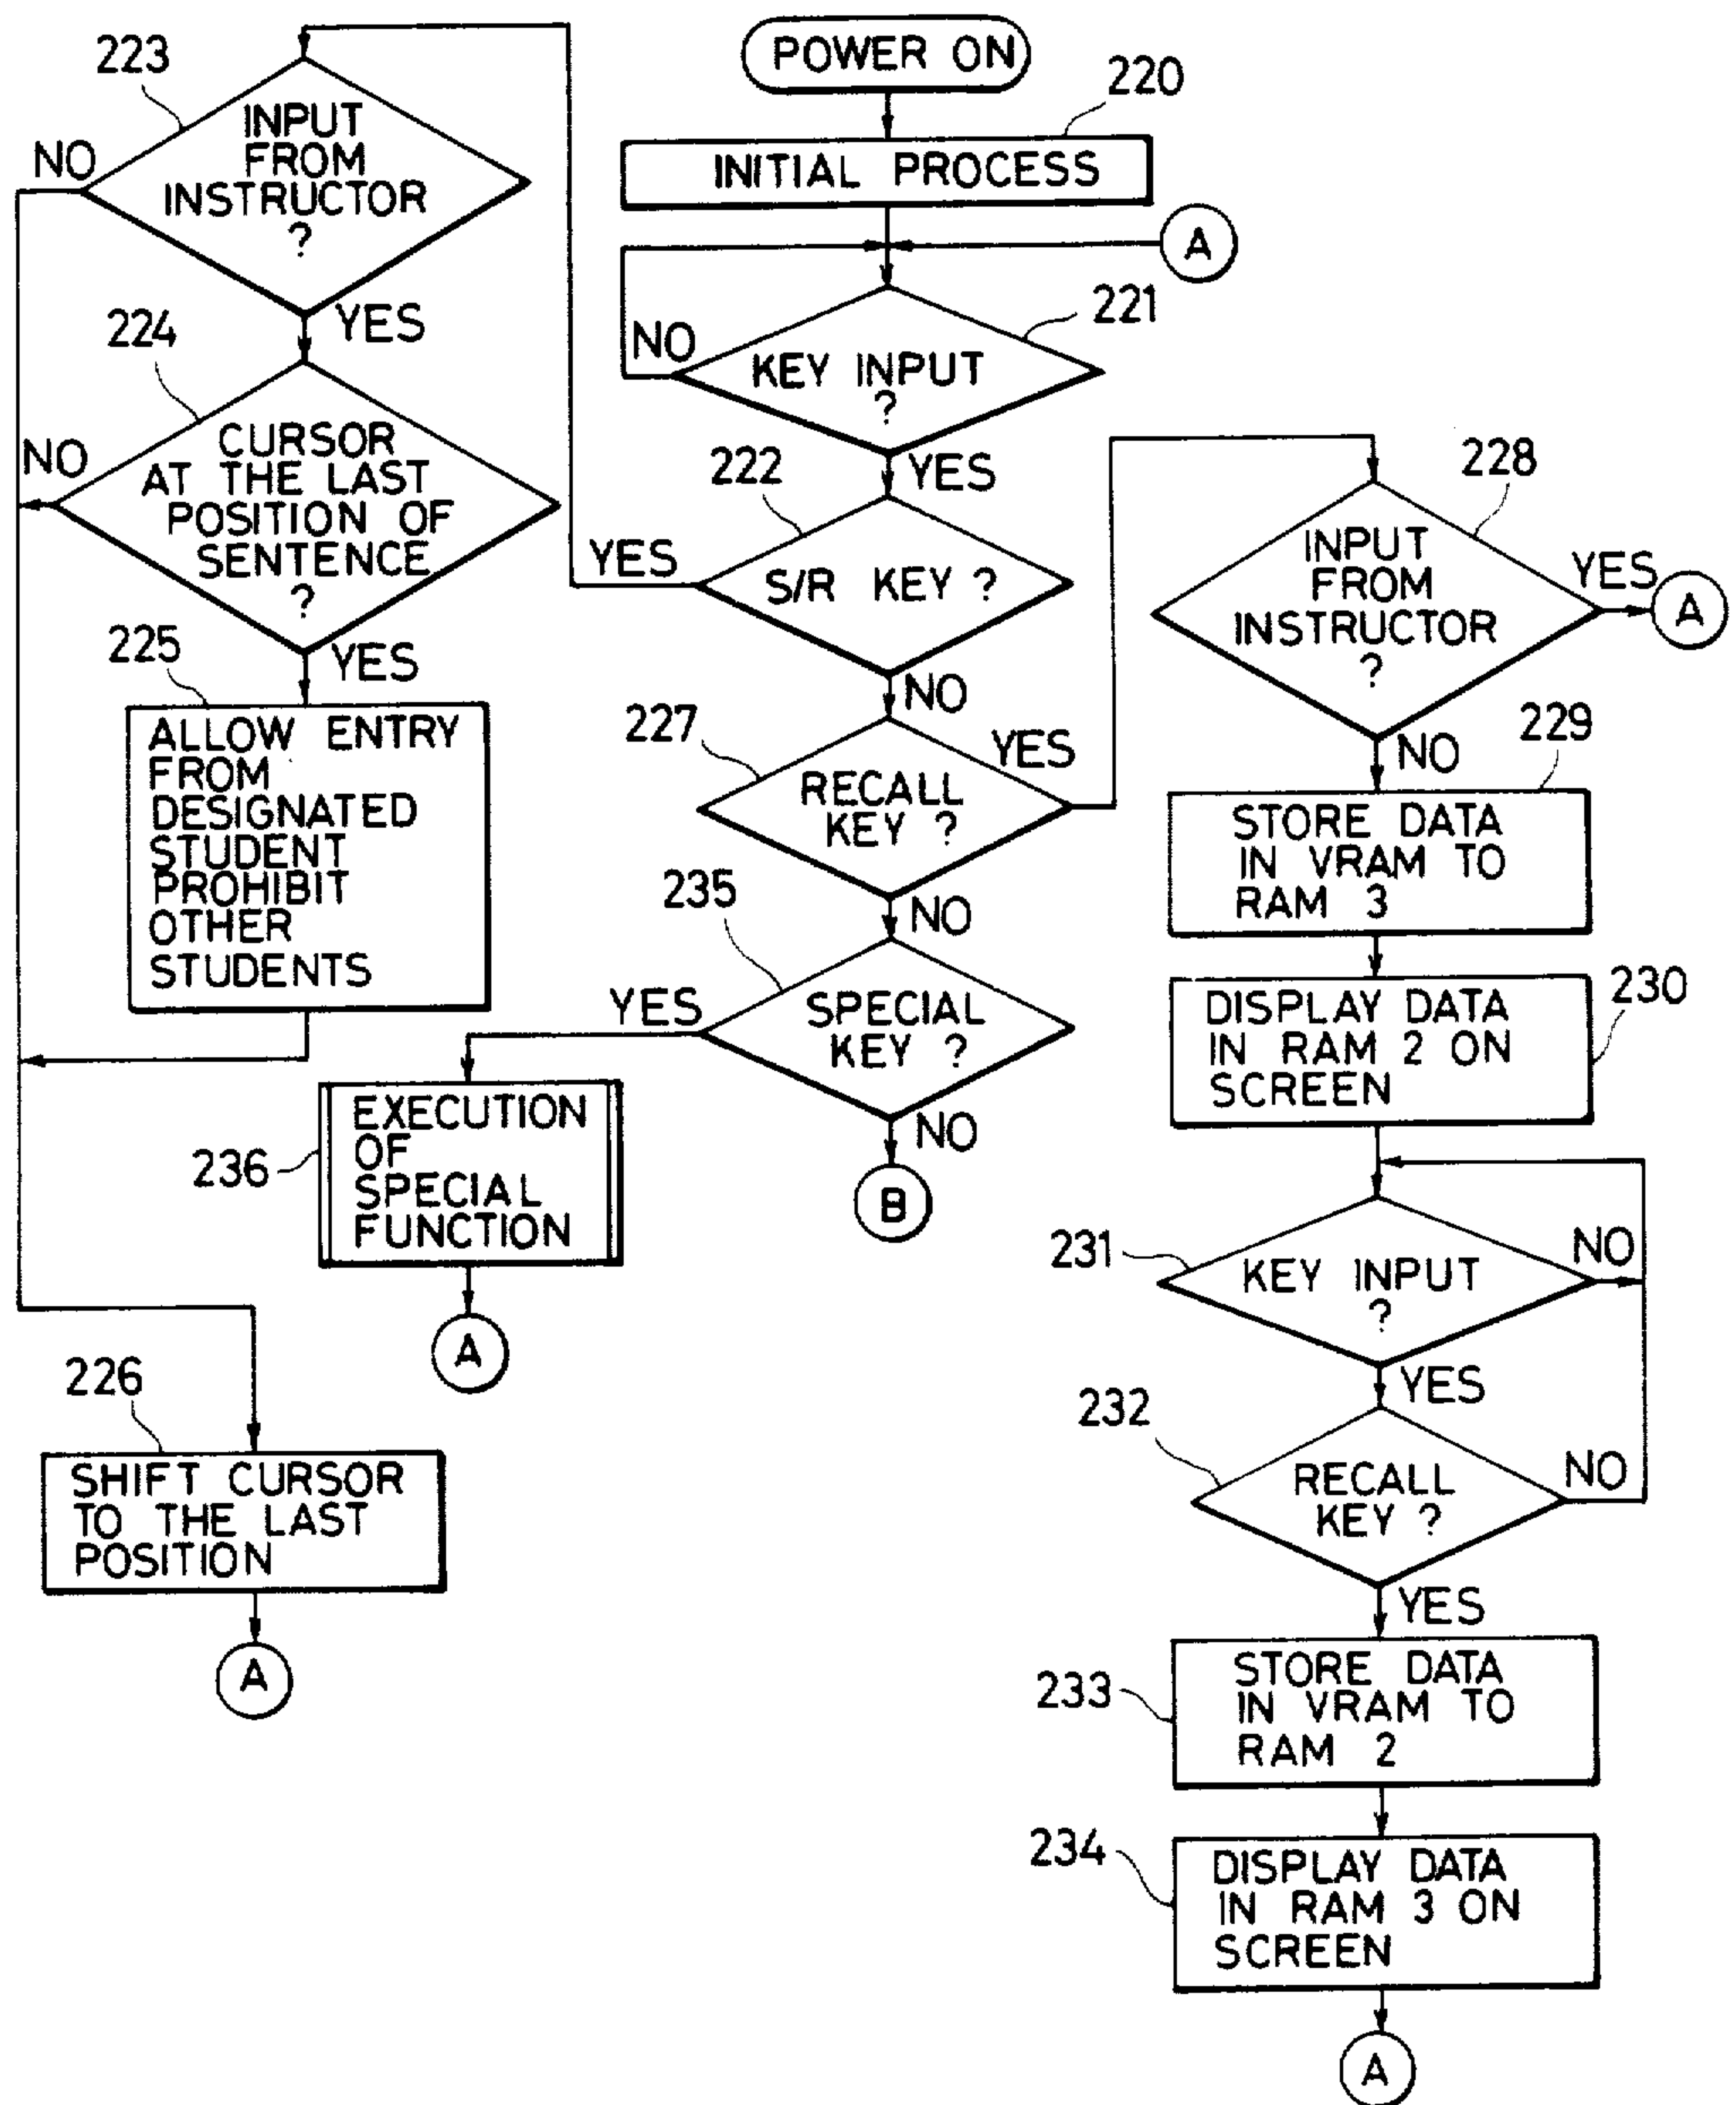 POWER ON
220
INITIAL PROCESS
A
221
KEY INPUT
?
NO
YES
222
S/R KEY ?
YES
NO
223
INPUT
FROM
INSTRUCTOR
?
NO
YES
224
CURSOR
AT THE LAST
POSITION OF
SENTENCE
?
NO
YES
225
ALLOW ENTRY
FROM
DESIGNATED
STUDENT
PROHIBIT
OTHER
STUDENTS
226
SHIFT CURSOR
TO THE LAST
POSITION
A
227
RECALL
KEY ?
YES
NO
235
SPECIAL
KEY ?
YES
NO
B
236
EXECUTION
OF
SPECIAL
FUNCTION
A
228
INPUT
FROM
INSTRUCTOR
?
YES
A
NO
229
STORE DATA
IN VRAM TO
RAM 3
230
DISPLAY DATA
IN RAM 2 ON
SCREEN
231
KEY INPUT
?
NO
YES
232
RECALL
KEY ?
NO
YES
233
STORE DATA
IN VRAM TO
RAM 2
234
DISPLAY DATA
IN RAM 3 ON
SCREEN
A